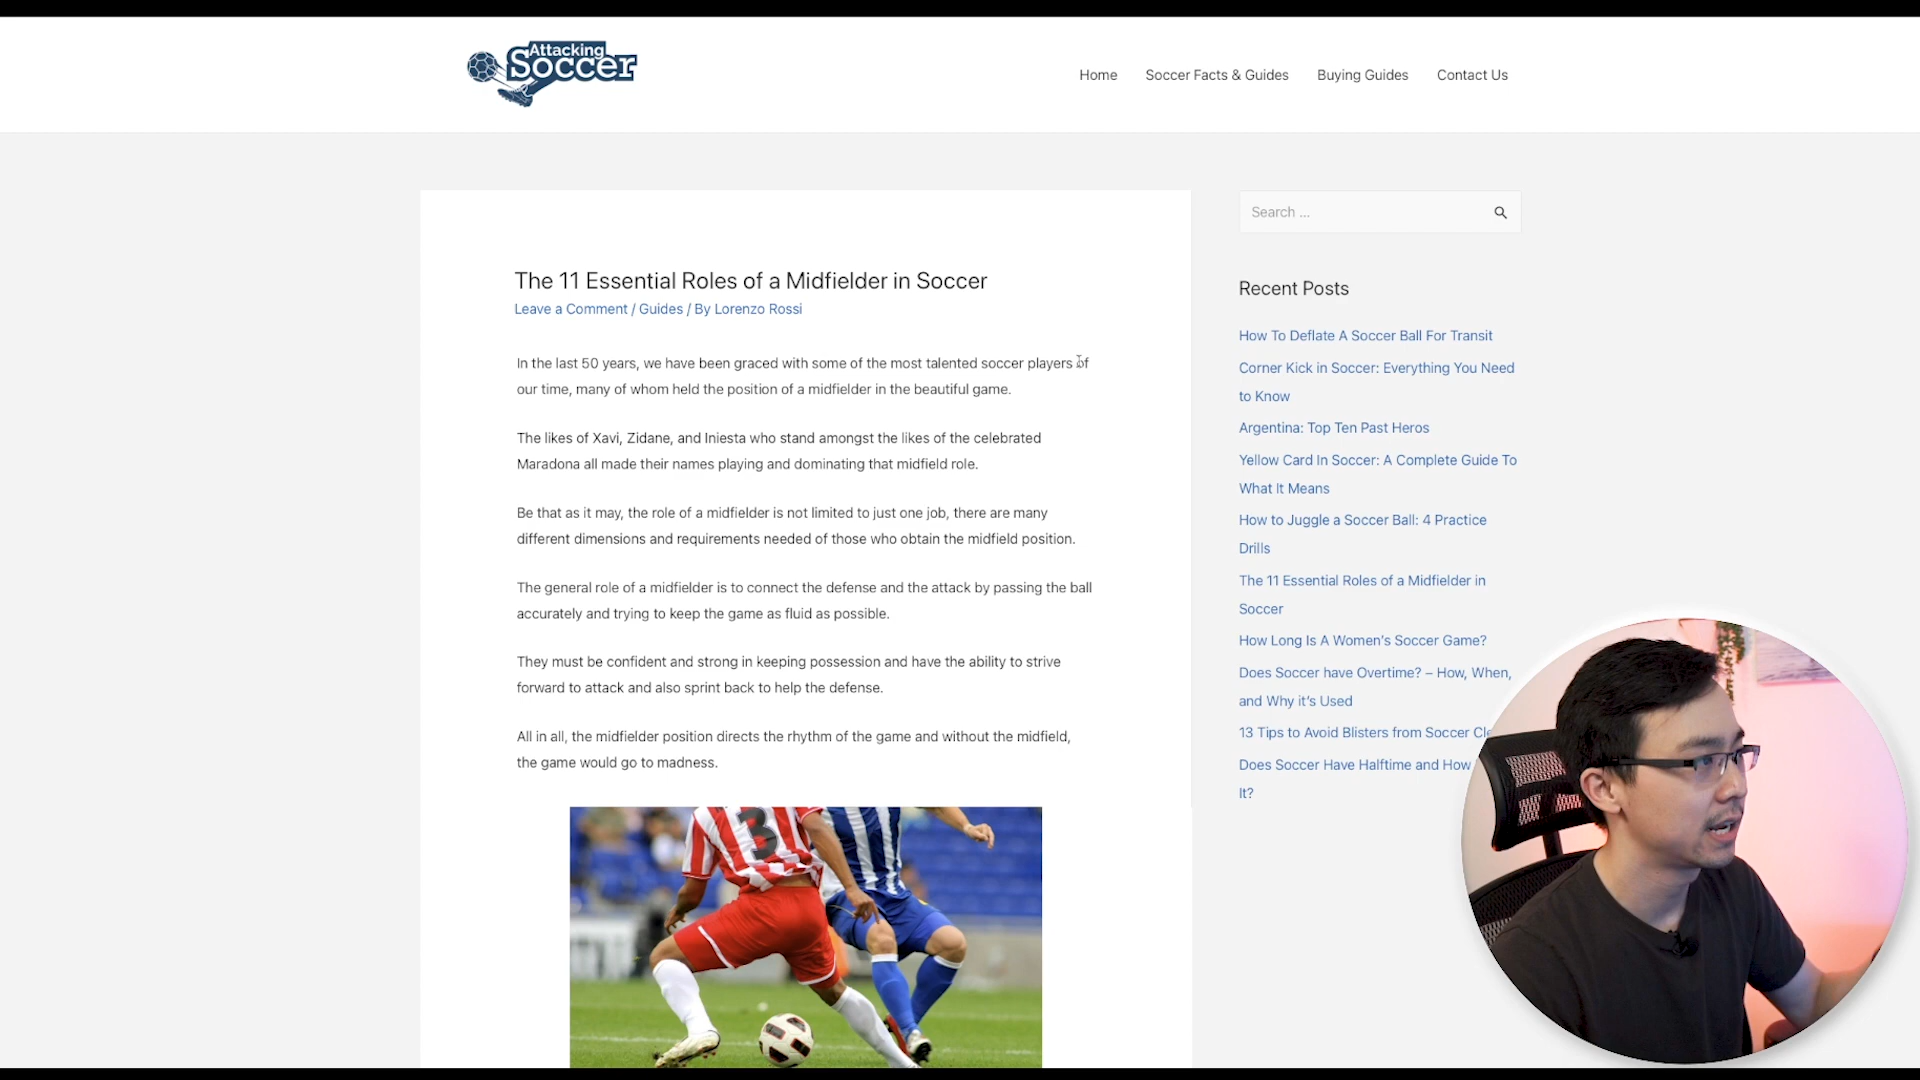 Attacking
Soccer
Home Soccer Facts & Guides Buying Guides Contact Us
Search ...
The 11 Essential Roles of a Midfielder in Soccer
Leave a Comment / Guides / By Lorenzo Rossi
In the last 50 years, we have been graced with some of the most talented soccer players of
our time, many of whom held the position of a midfielder in the beautiful game.
The likes of Xavi, Zidane, and Iniesta who stand amongst the likes of the celebrated
Maradona all made their names playing and dominating that midfield role.
Be that as it may, the role of a midfielder is not limited to just one job, there are many
different dimensions and requirements needed of those who obtain the midfield position.
The general role of a midfielder is to connect the defense and the attack by passing the ball
accurately and trying to keep the game as fluid as possible.
They must be confident and strong in keeping possession and have the ability to strive
forward to attack and also sprint back to help the defense.
All in all, the midfielder position directs the rhythm of the game and without the midfield,
the game would go to madness.
3
Recent Posts
How To Deflate A Soccer Ball For Transit
Corner Kick in Soccer: Everything You Need
to Know
Argentina: Top Ten Past Heros
Yellow Card In Soccer: A Complete Guide To
What It Means
How to Juggle a Soccer Ball: 4 Practice
Drills
The 11 Essential Roles of a Midfielder in
Soccer
How Long Is A Women's Soccer Game?
Does Soccer have Overtime? – How, When,
and Why it's Used
13 Tips to Avoid Blisters from Soccer
Does Soccer Have Halftime and How
It?